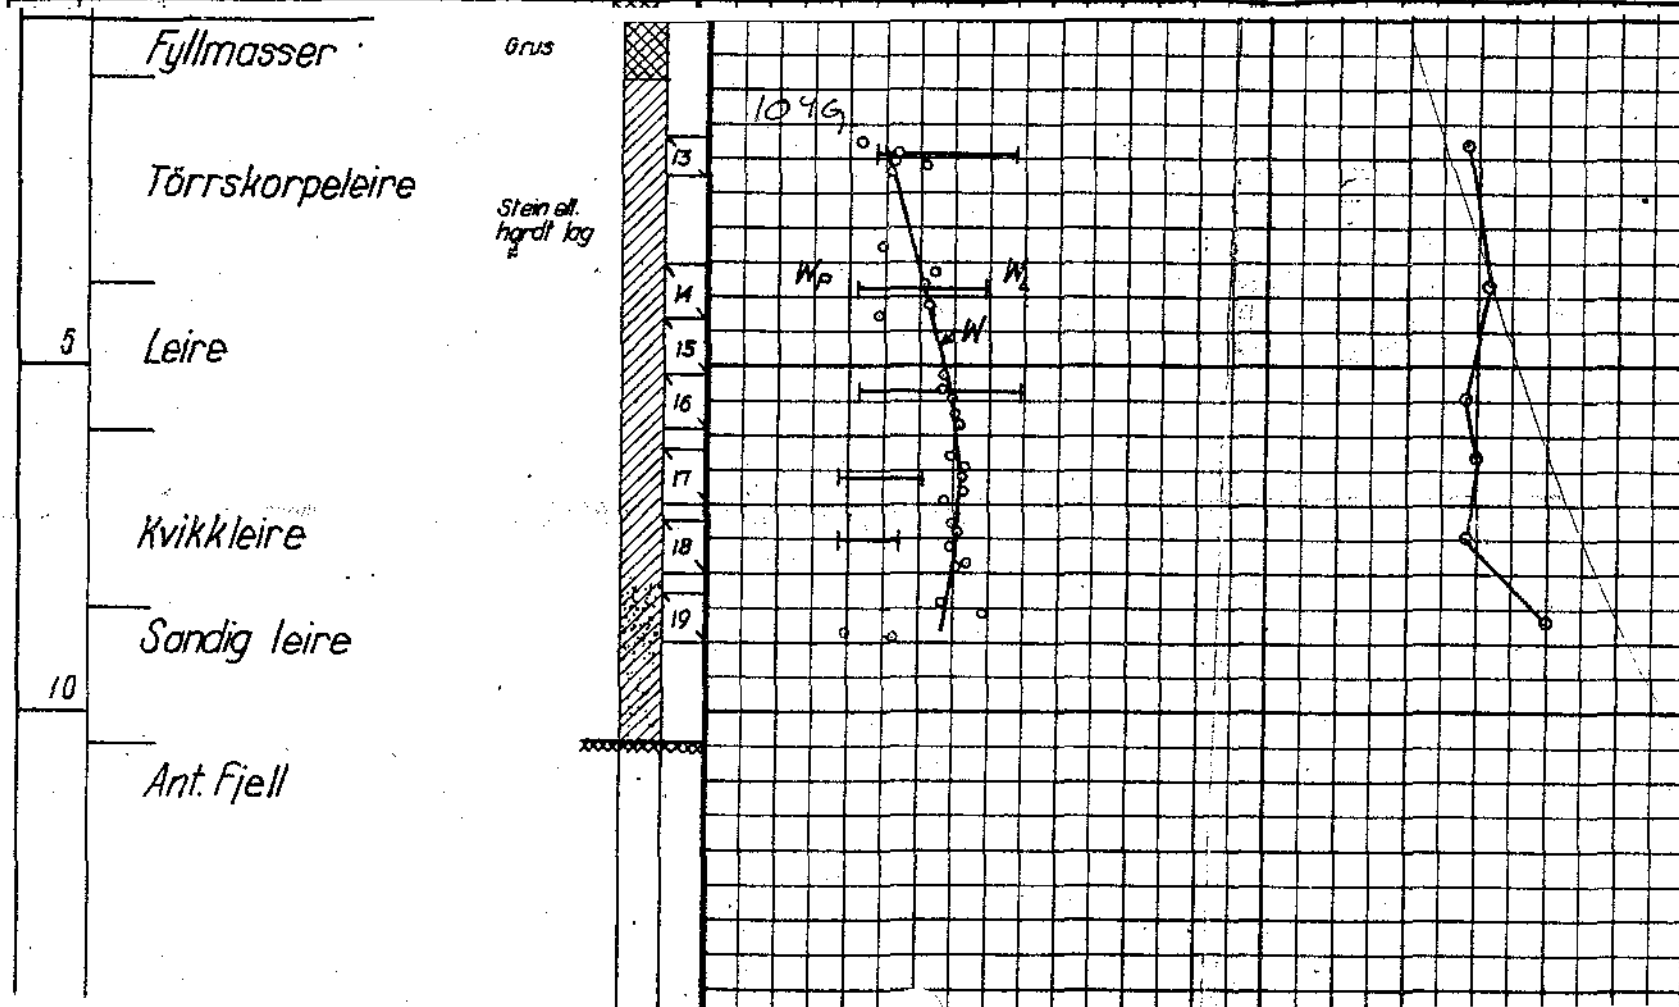 Fyllmasser
Grus
104G
13
Törrskorpeleire
Stein ell.
hardt lag
Wp
WL
14
W
5
Leire
15
16
17
Kvikkleire
18
19
Sandig leire
10
Ant. Fjell